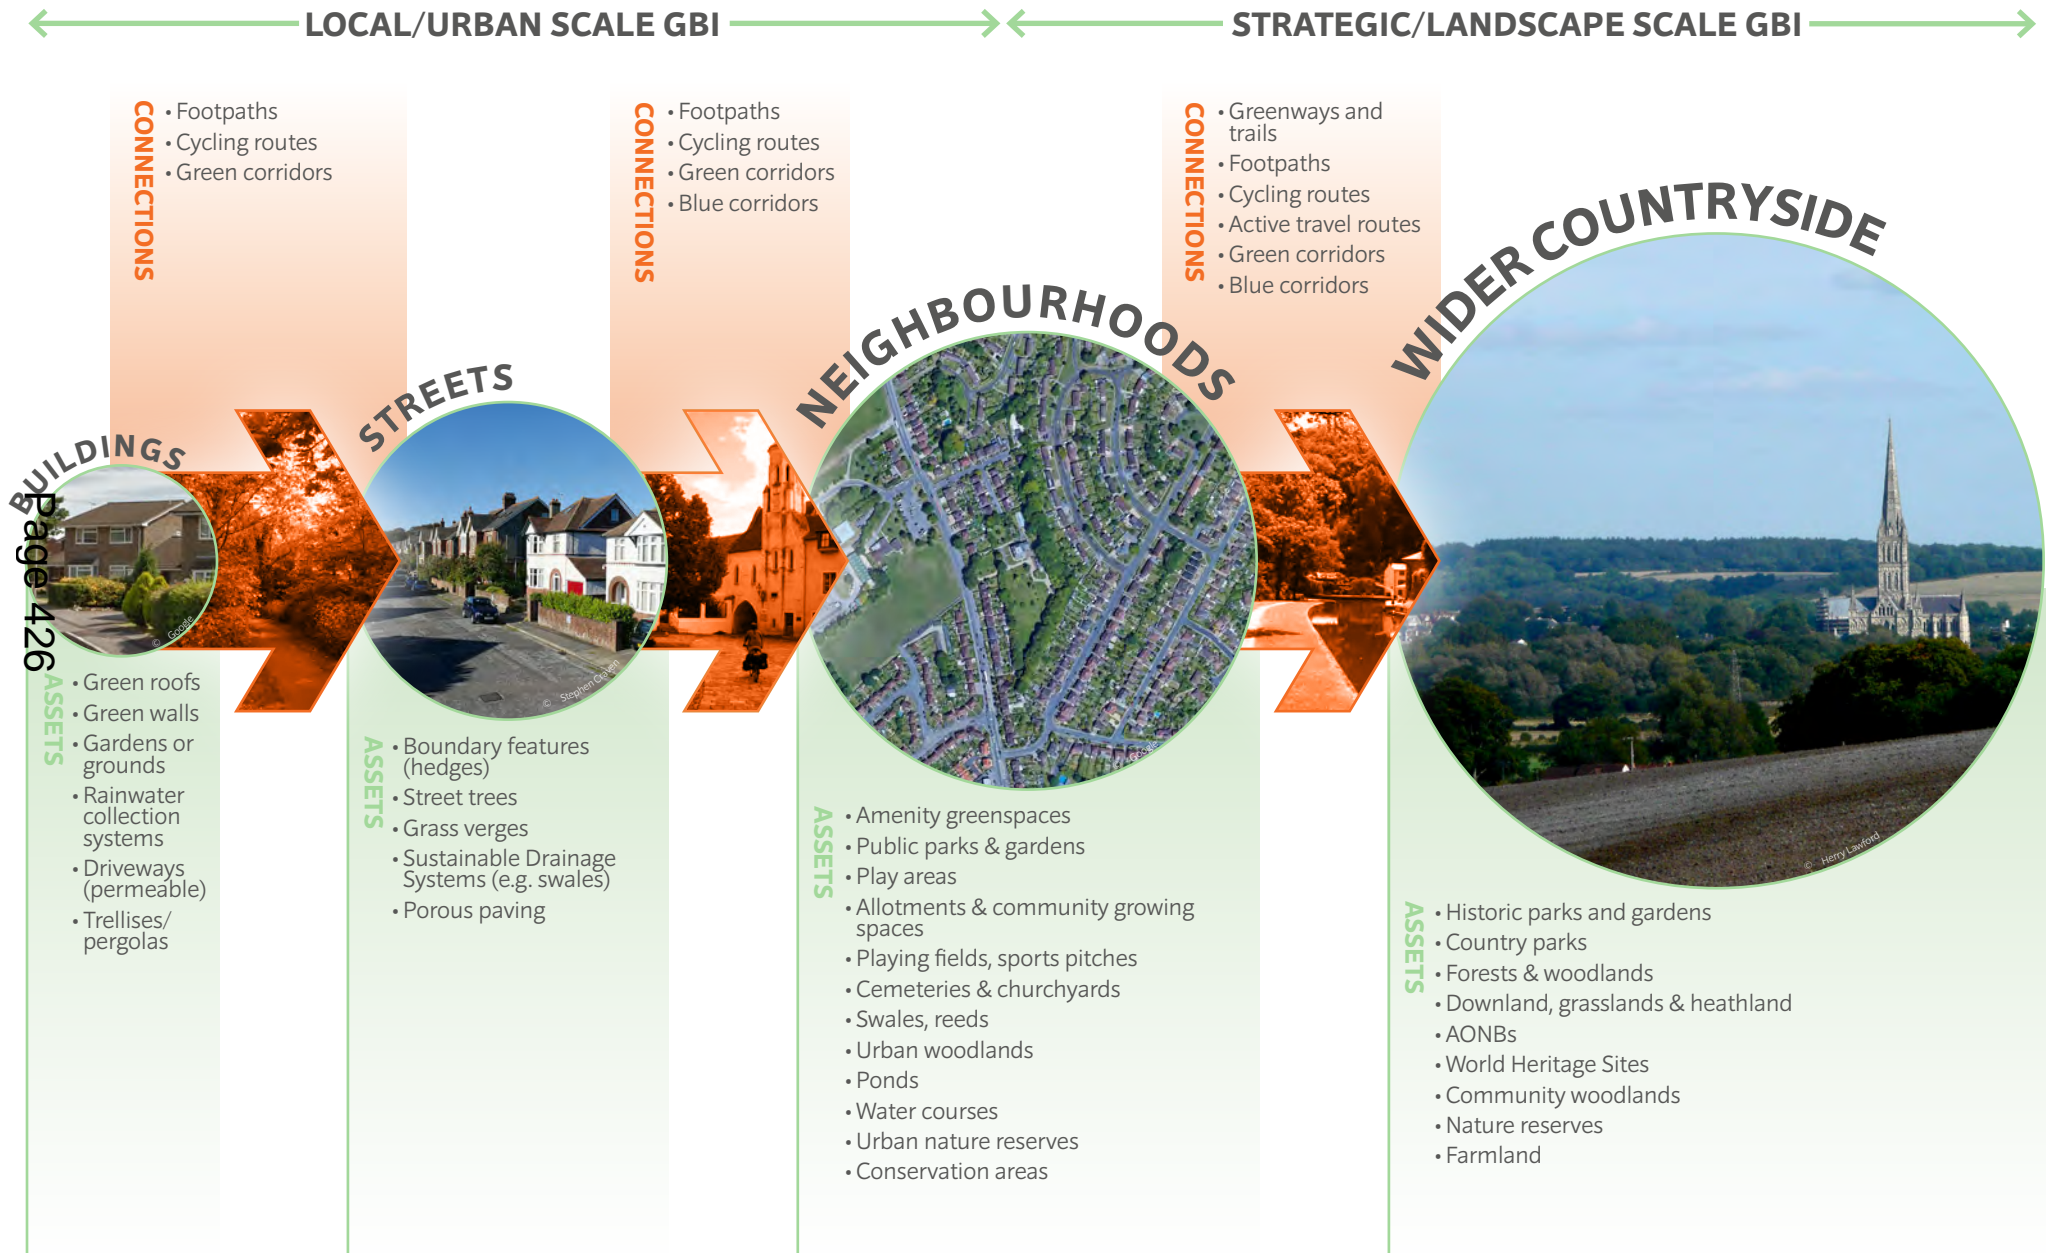 LOCAL/URBAN SCALE GBI
STRATEGIC/LANDSCAPE SCALE GBI
CONNECTIONS
• Footpaths
• Cycling routes
• Green corridors
CONNECTIONS
• Footpaths
• Cycling routes
• Green corridors
• Blue corridors
CONNECTIONS
• Greenways and
trails
• Footpaths
• Cycling routes
• Active travel routes
• Green corridors
• Blue corridors
BUILDINGS
STREETS
NEIGHBOURHOODS
WIDER COUNTRYSIDE
Page 426
© Google
© Stephen Craven
© Google
© Herry Lawford
ASSETS
• Green roofs
• Green walls
• Gardens or
grounds
• Rainwater
collection
systems
• Driveways
(permeable)
• Trellises/
pergolas
ASSETS
• Boundary features
(hedges)
• Street trees
• Grass verges
• Sustainable Drainage
Systems (e.g. swales)
• Porous paving
ASSETS
• Amenity greenspaces
• Public parks & gardens
• Play areas
• Allotments & community growing
spaces
• Playing fields, sports pitches
• Cemeteries & churchyards
• Swales, reeds
• Urban woodlands
• Ponds
• Water courses
• Urban nature reserves
• Conservation areas
ASSETS
• Historic parks and gardens
• Country parks
• Forests & woodlands
• Downland, grasslands & heathland
• AONBs
• World Heritage Sites
• Community woodlands
• Nature reserves
• Farmland